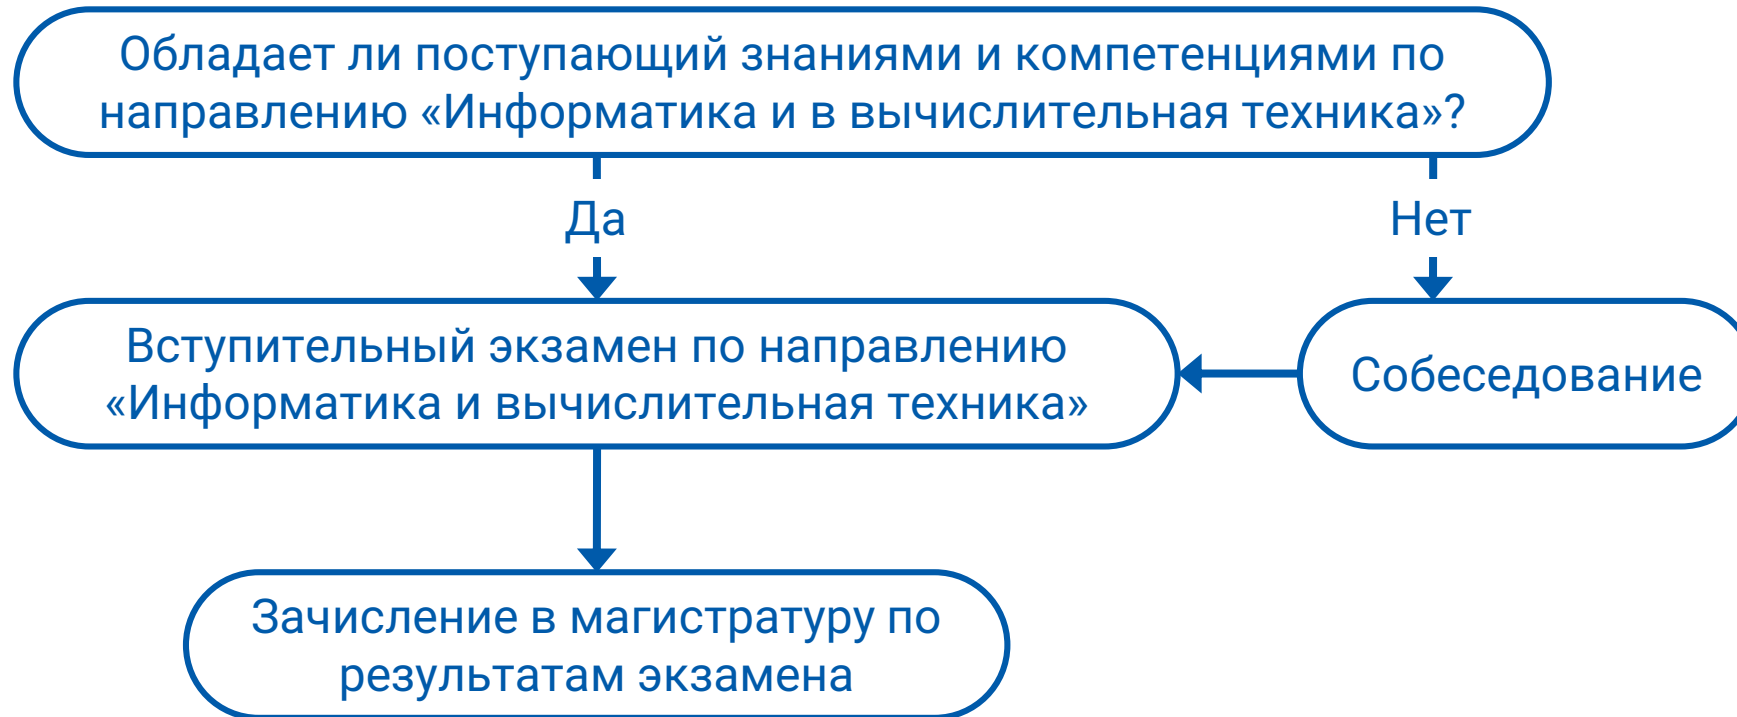 Обладает ли поступающий знаниями и компетенциями по
направлению «Информатика и в вычислительная техника»?
Да
Нет
Вступительный экзамен по направлению
«Информатика и вычислительная техника»
Собеседование
Зачисление в магистратуру по
результатам экзамена